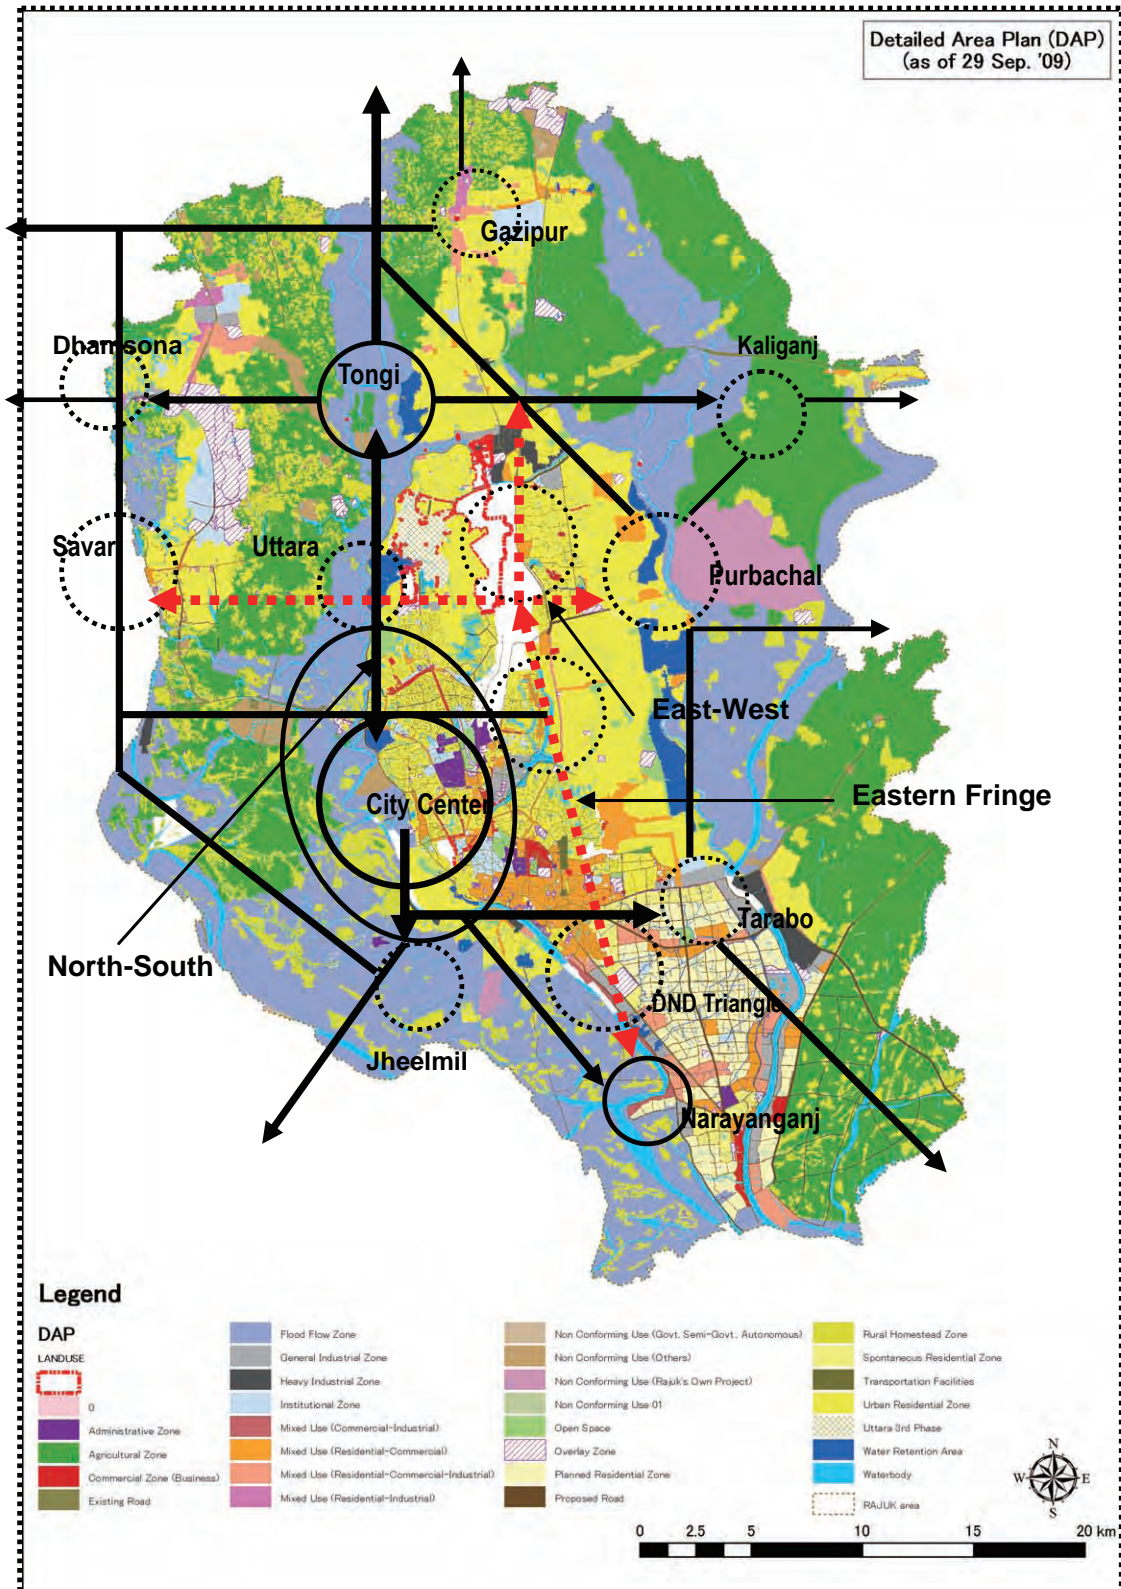 Detailed Area Plan (DAP)
(as of 29 Sep. '09)
Gazipur
Dhamsona
Tongi
Kaliganj
Savar
Uttara
Purbachal
East-West
City Center
Eastern Fringe
Tarabo
North-South
DND Triangle
Jheelmil
Narayanganj
Legend
DAP
LANDUSE
0
Administrative Zone
Agricultural Zone
Commercial Zone (Business)
Existing Road
Flood Flow Zone
General Industrial Zone
Heavy Industrial Zone
Institutional Zone
Mixed Use (Commercial-Industrial)
Mixed Use (Residential-Commercial)
Mixed Use (Residential-Commercial-Industrial)
Mixed Use (Residential-Industrial)
Non Conforming Use (Govt. Semi-Govt., Autonomous)
Non Conforming Use (Others)
Non Conforming Use (Rajuk's Own Project)
Non Conforming Use 01
Open Space
Overlay Zone
Planned Residential Zone
Proposed Road
Rural Homestead Zone
Spontaneous Residential Zone
Transportation Facilities
Urban Residential Zone
Uttara 3rd Phase
Water Retention Area
Waterbody
RAJUK area
N
W E
S
0 2.5 5 10 15 20 km